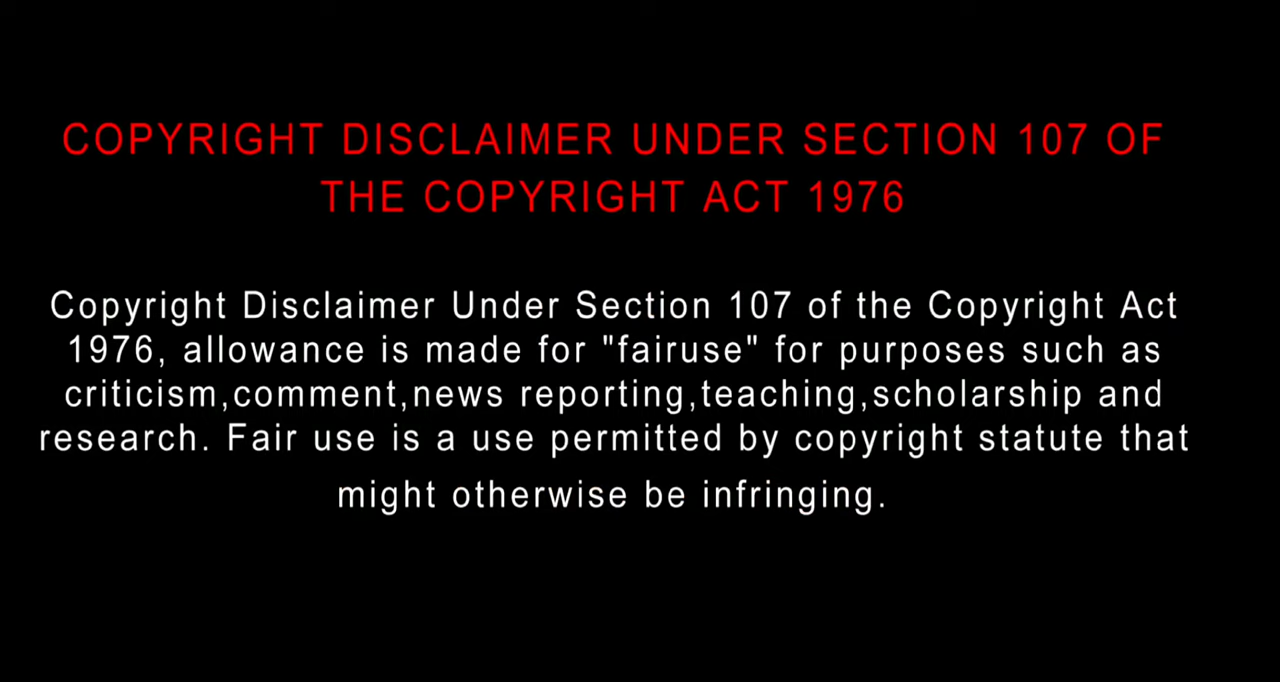 COPYRIGHT DISCLAIMER UNDER SECTION 107 OF
THE COPYRIGHT ACT 1976
Copyright Disclaimer Under Section 107 of the Copyright Act
1976, allowance is made for "fairuse" for purposes such as
criticism,comment,news reporting,teaching,scholarship and
research. Fair use is a use permitted by copyright statute that
might otherwise be infringing.